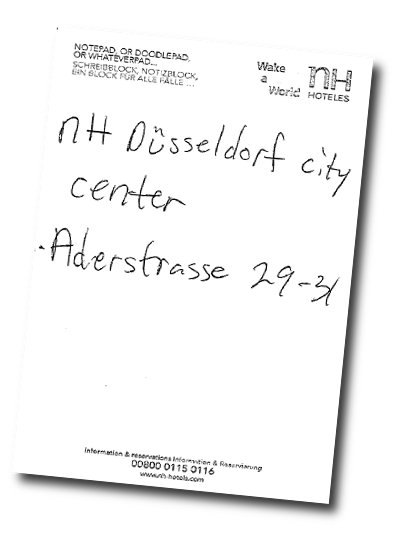 NOTEPAD, OR DOODLEPAD,
OR WHATEVERPAD...
SCHREIBBLOCK, NOTIZBLOCK,
EIN BLOCK FÜR ALLE FÄLLE ...
Wake
a
World
nH
HOTELES
nH Düsseldorf city
center
Aderstrasse 29-31
Information & reservations Information & Reservierung
00800 0115 0116
www.nh-hotels.com